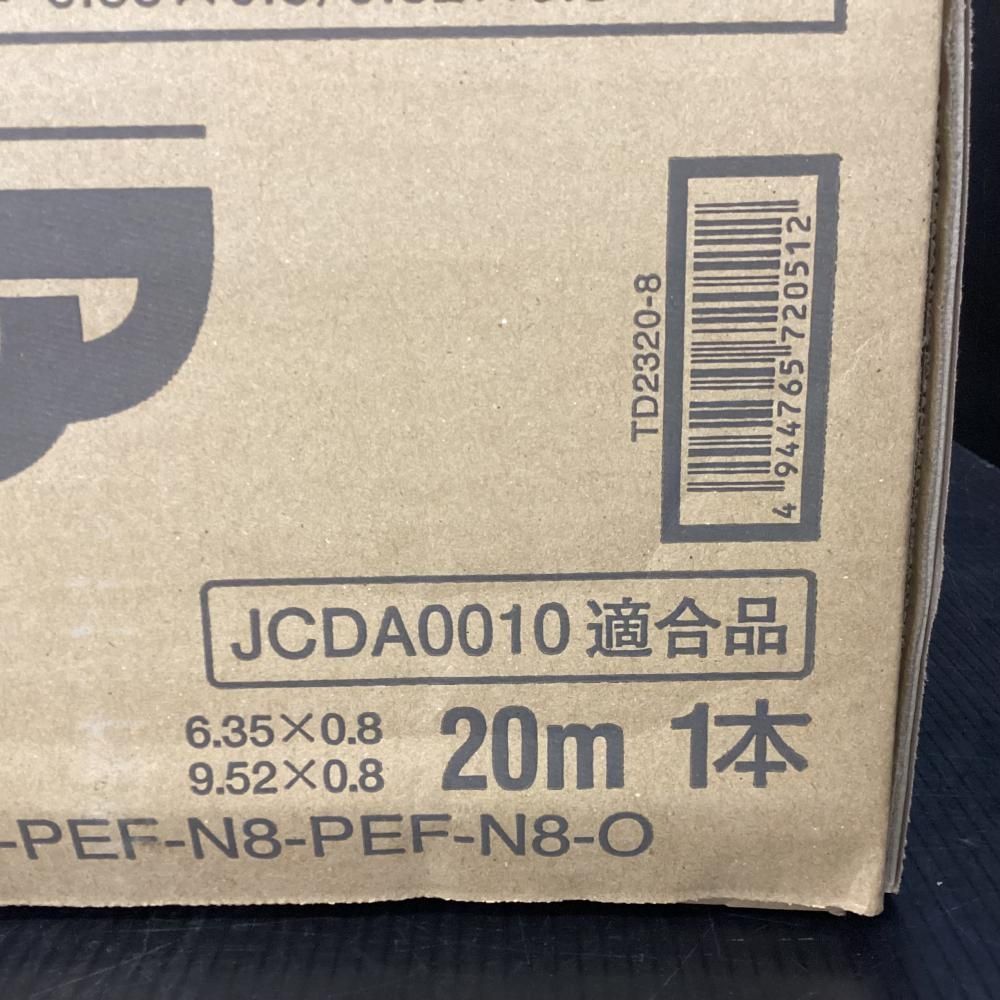 TD2320-8
4 944765 720512
JCDA0010 適合品
6.35×0.8
9.52×0.8
20m 1本
-PEF-N8-PEF-N8-O